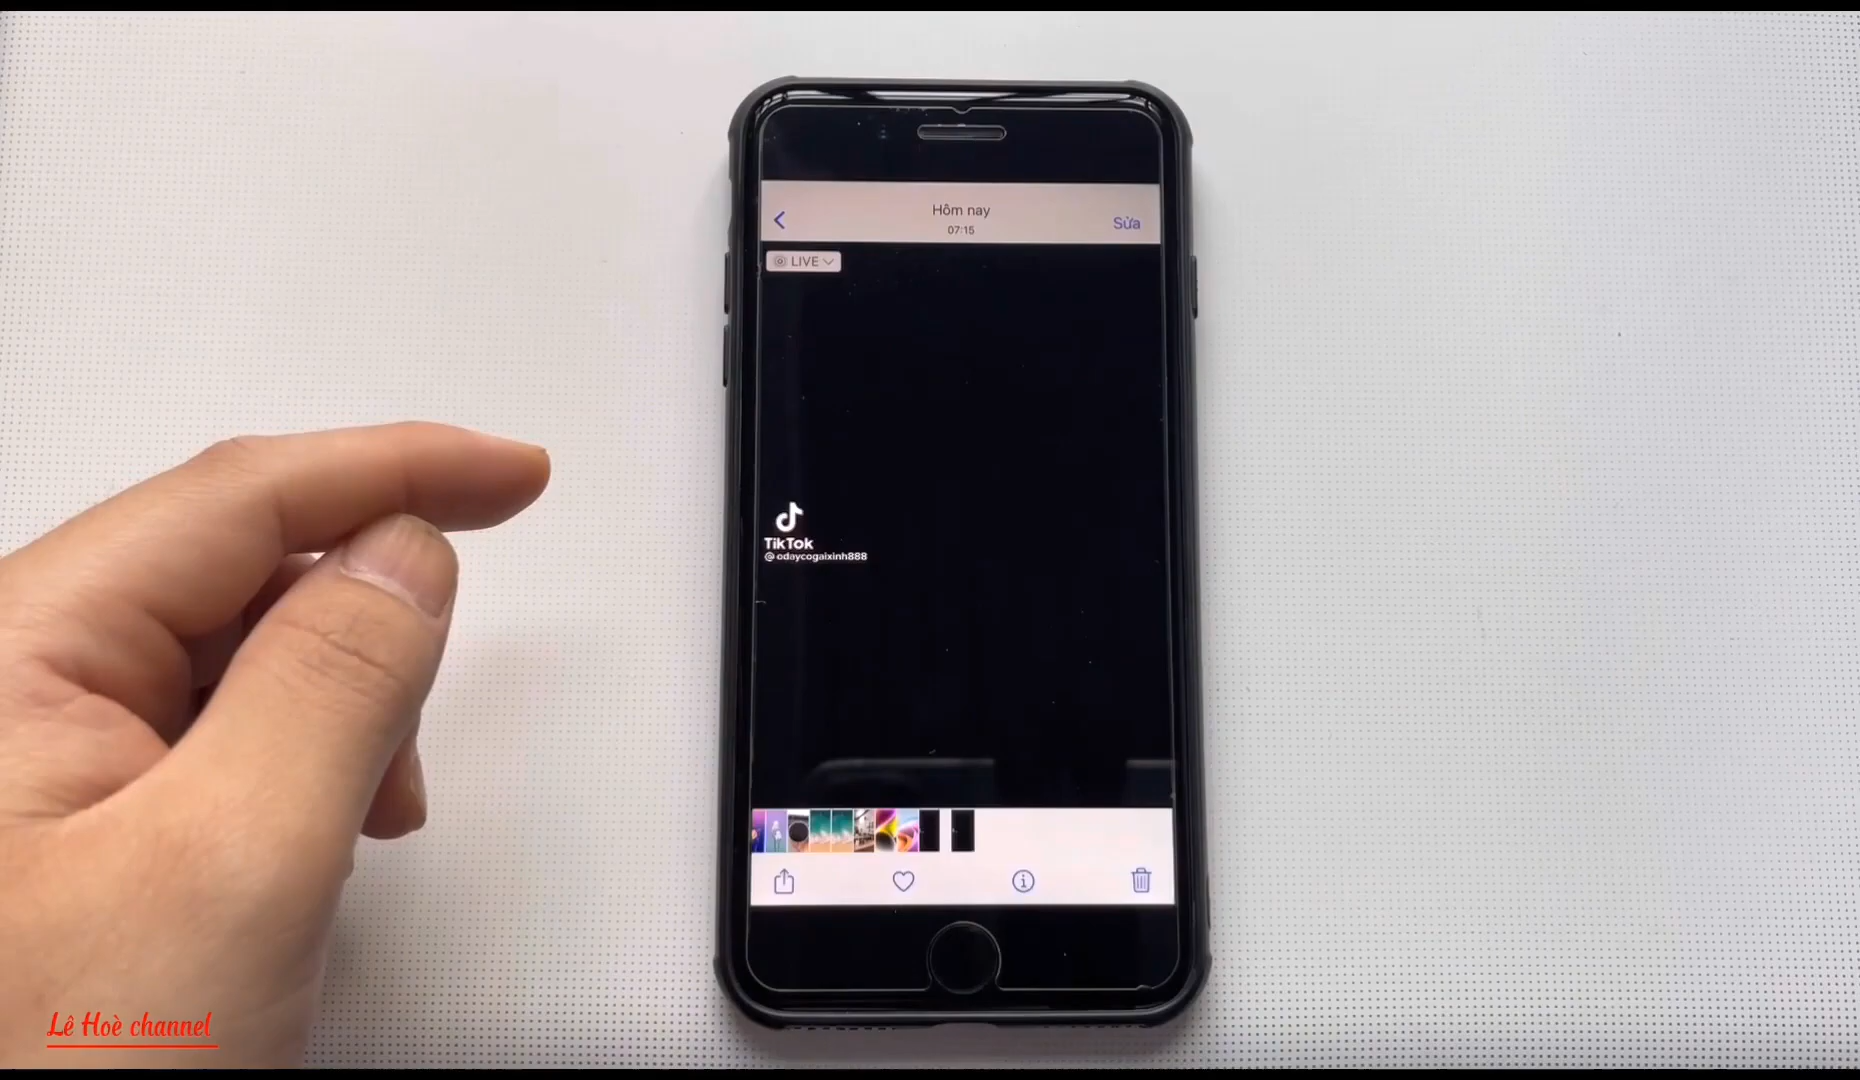 Hôm nay
07:15
Sửa
LIVE
TikTok
@odaycogaixinh888
Lê Hoè channel